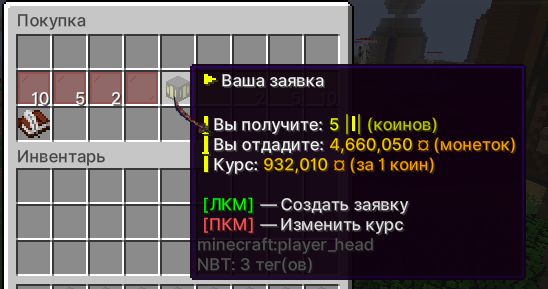 Покупка
► Ваша заявка
10 5 2
Вы получите: 5 (коинов)
Вы отдадите: 4,660,050 ¤ (монеток)
Курс: 932,010 ¤ (за 1 коин)
Инвентарь
[ЛКМ] — Создать заявку
[ПКМ] — Изменить курс
minecraft:player_head
NBT: 3 тег(ов)